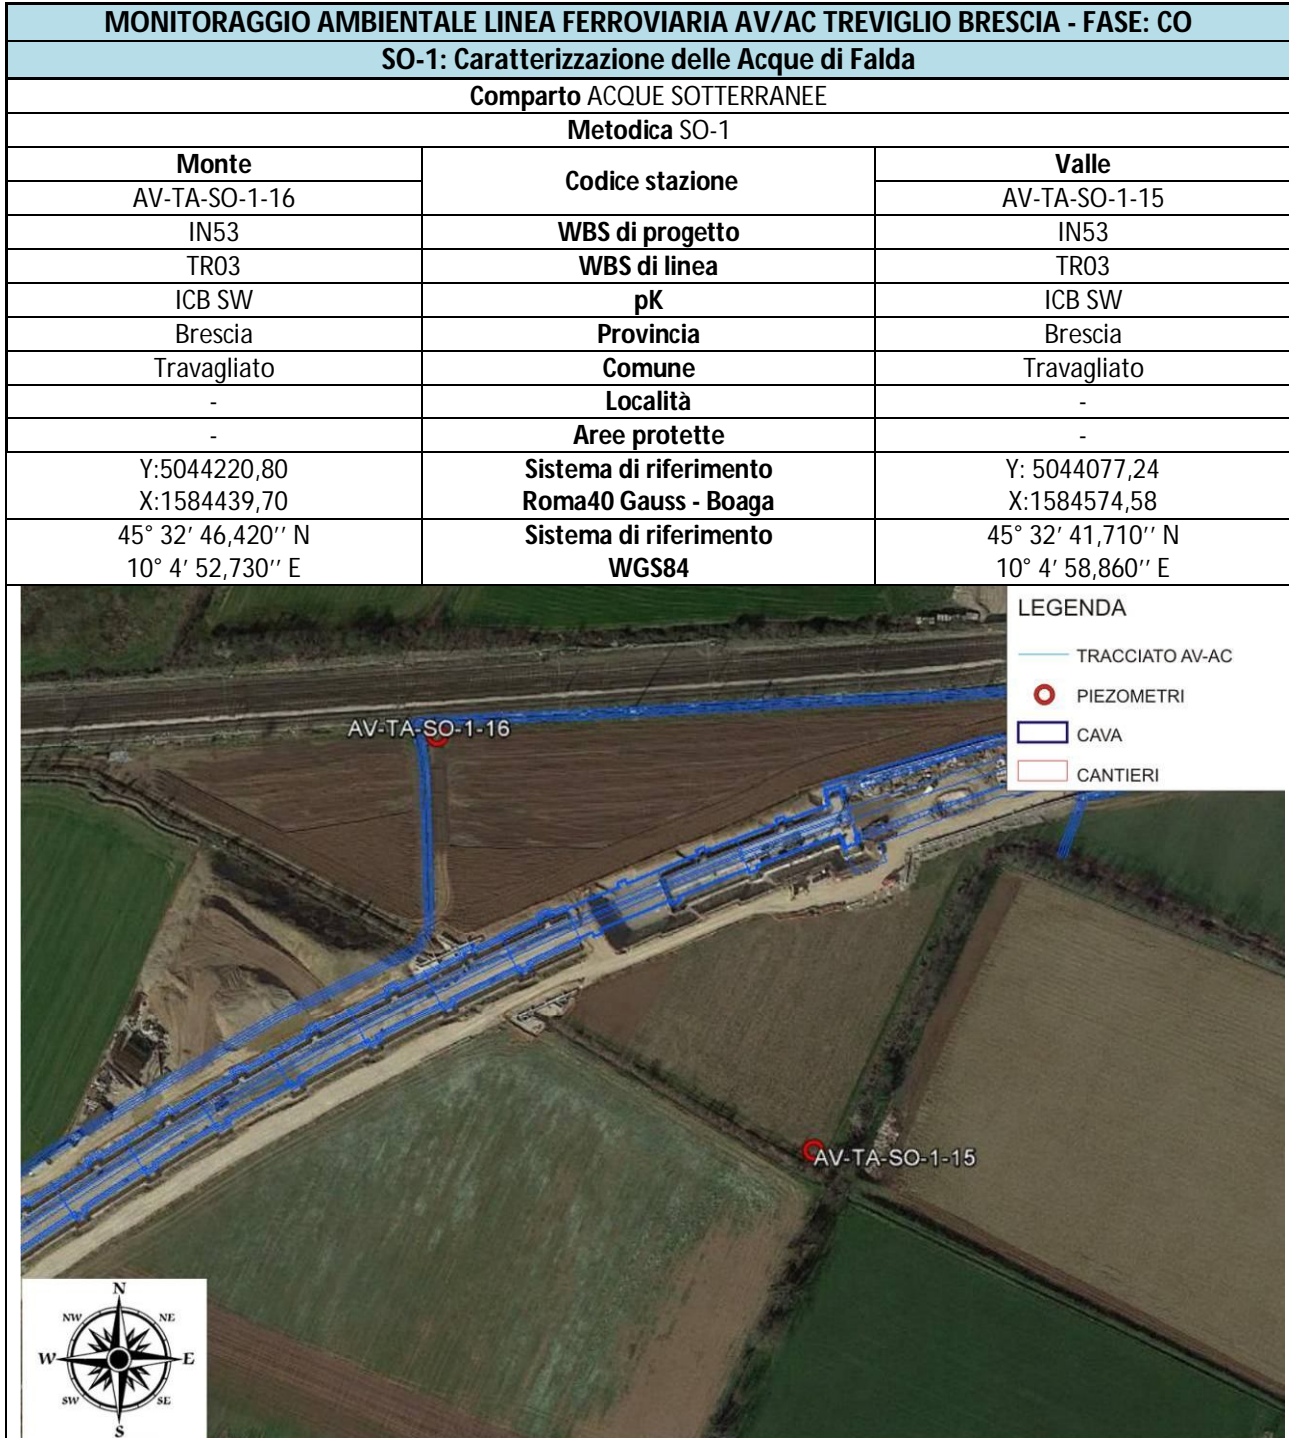 MONITORAGGIO AMBIENTALE LINEA FERROVIARIA AV/AC TREVIGLIO BRESCIA - FASE: CO
SO-1: Caratterizzazione delle Acque di Falda
Comparto ACQUE SOTTERRANEE
Metodica SO-1
Monte Codice stazione Valle
AV-TA-SO-1-16 AV-TA-SO-1-15
IN53 WBS di progetto IN53
TR03 WBS di linea TR03
ICB SW pK ICB SW
Brescia Provincia Brescia
Travagliato Comune Travagliato
- Località -
- Aree protette -
Y:5044220,80 Sistema di riferimento Y: 5044077,24
X:1584439,70 Roma40 Gauss - Boaga X:1584574,58
45° 32′ 46,420′′ N Sistema di riferimento 45° 32′ 41,710′′ N
10° 4′ 52,730′′ E WGS84 10° 4′ 58,860′′ E
LEGENDA
TRACCIATO AV-AC
PIEZOMETRI
CAVA
CANTIERI
AV-TA-SO-1-16
AV-TA-SO-1-15
N
NW NE
W E
SW SE
S